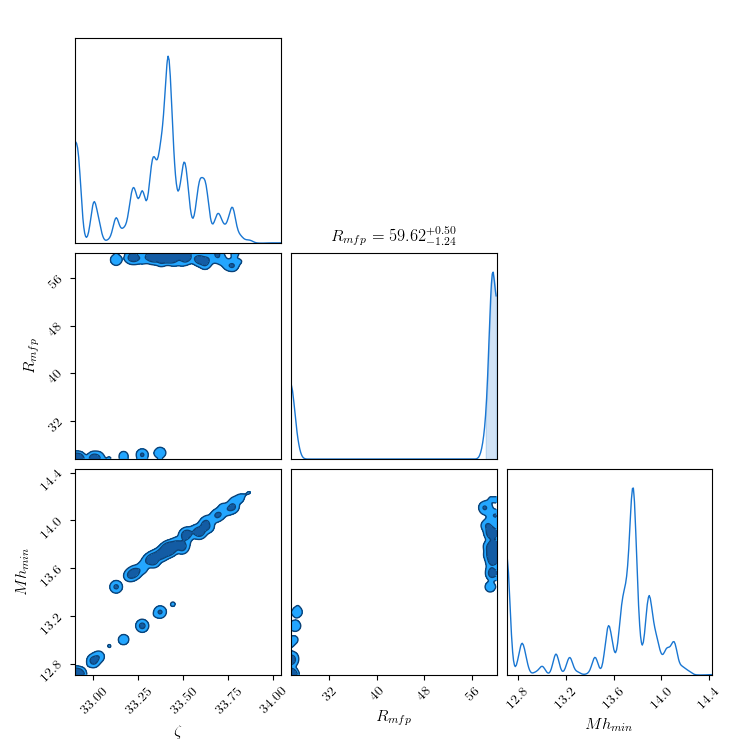 R_{mfp} = 59.62^{+0.50}_{-1.24}
56
48
40
32
R_{mfp}
14.4
14.0
13.6
13.2
12.8
Mh_{min}
33.00 33.25 33.50 33.75 34.00
ζ
32 40 48 56
R_{mfp}
12.8 13.2 13.6 14.0 14.4
Mh_{min}